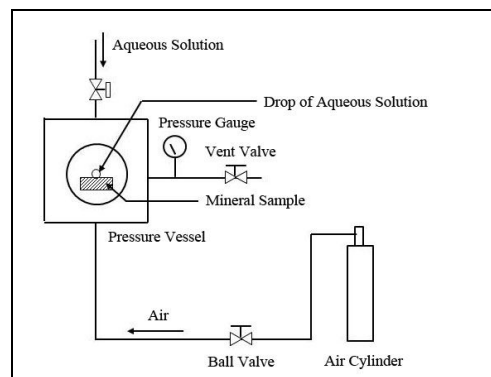 Aqueous Solution
Drop of Aqueous Solution
Pressure Gauge
Vent Valve
Mineral Sample
Pressure Vessel
Air
Ball Valve
Air Cylinder